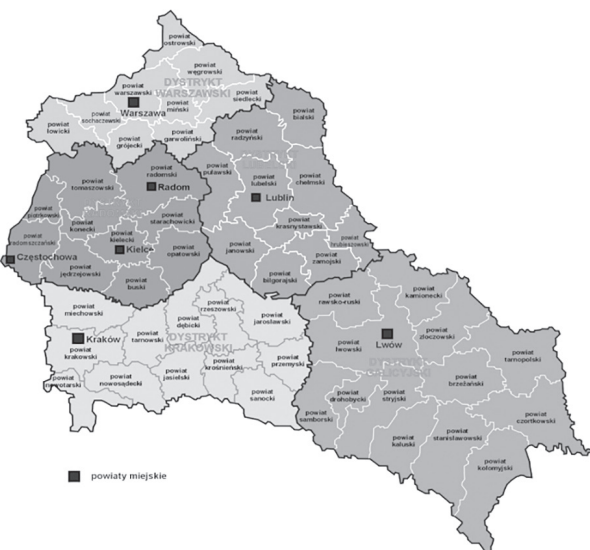 powiat
ostrowski
powiat
węgrowski
DYSTRYKT
WARSZAWSKI
powiat
warszawski
powiat
siedlecki
powiat
miński
Warszawa
powiat
sochaczewski
powiat
łowicki
powiat
grójecki
powiat
garwoliński
powiat
bialski
powiat
radzyński
powiat
puławski
powiat
lubelski
Lublin
powiat
chełmski
powiat
krasnystawski
powiat
hrubieszowski
powiat
zamojski
powiat
janowski
powiat
biłgorajski
powiat
radomski
Radom
powiat
tomaszowski
powiat
piotrkowski
powiat
konecki
powiat
starachowicki
powiat
kielecki
Kielce
powiat
radomszczański
Częstochowa
powiat
opatowski
powiat
jędrzejowski
powiat
buski
powiat
miechowski
Kraków
powiat
krakowski
powiat
tarnowski
powiat
dębicki
powiat
rzeszowski
powiat
jarosławski
DYSTRYKT
KRAKOWSKI
powiat
krośnieński
powiat
przemyski
powiat
nowotarski
powiat
nowosądecki
powiat
jasielski
powiat
sanocki
powiat
rawsko-ruski
powiat
kamionecki
Lwów
powiat
lwowski
powiat
złoczowski
powiat
tarnopolski
powiat
brzeżański
powiat
drahobycki
powiat
stryjski
powiat
samborski
powiat
kałuski
powiat
stanisławowski
powiat
szortkowski
powiat
kołomyjski
powiaty miejskie